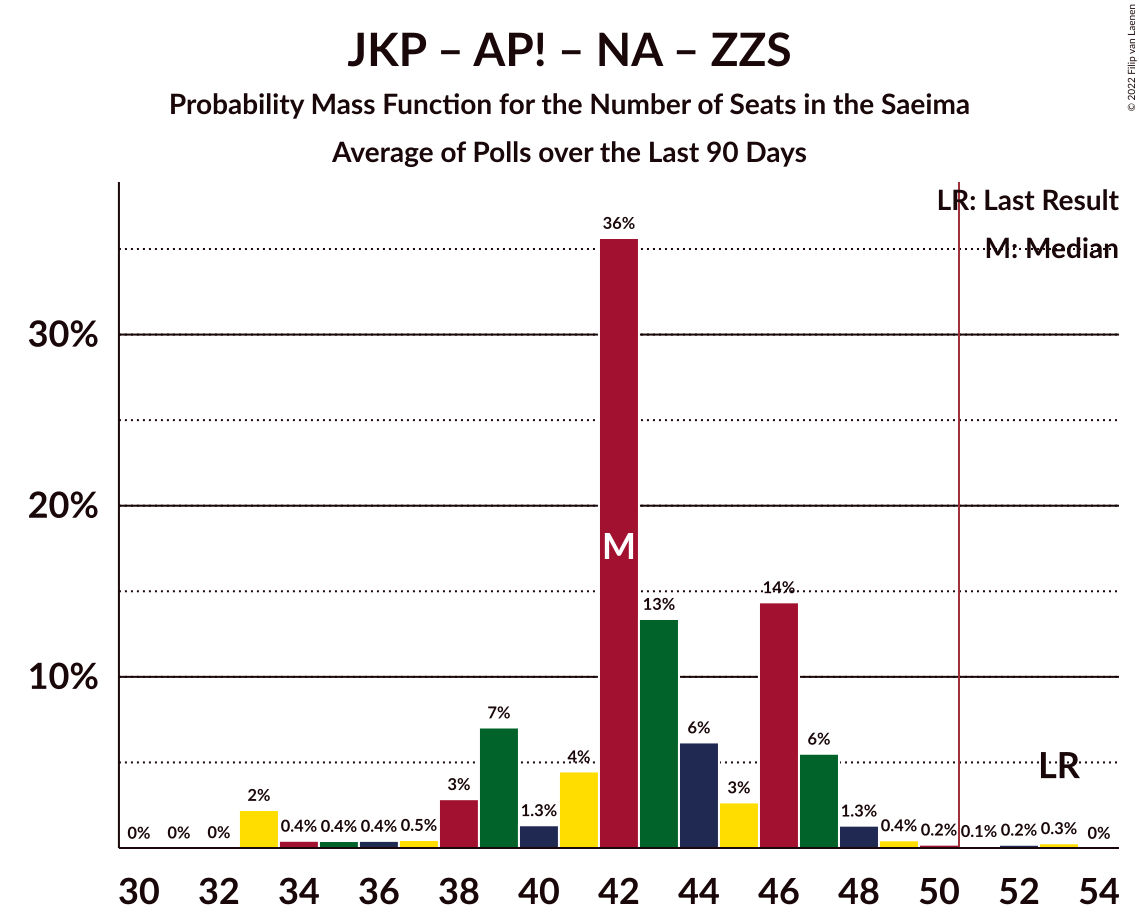 JKP – AP! – NA – ZZS
Probability Mass Function for the Number of Seats in the Saeima
Average of Polls over the Last 90 Days
© 2022 Filip van Laenen
LR: Last Result
M: Median
30%
20%
10%
0% 0% 0% 2% 0.4% 0.4% 0.4% 0.5% 3% 7% 1.3% 4% 36% 13% 6% 3% 14% 6% 1.3% 0.4% 0.2% 0.1% 0.2% 0.3% 0%
M
LR
30 32 34 36 38 40 42 44 46 48 50 52 54